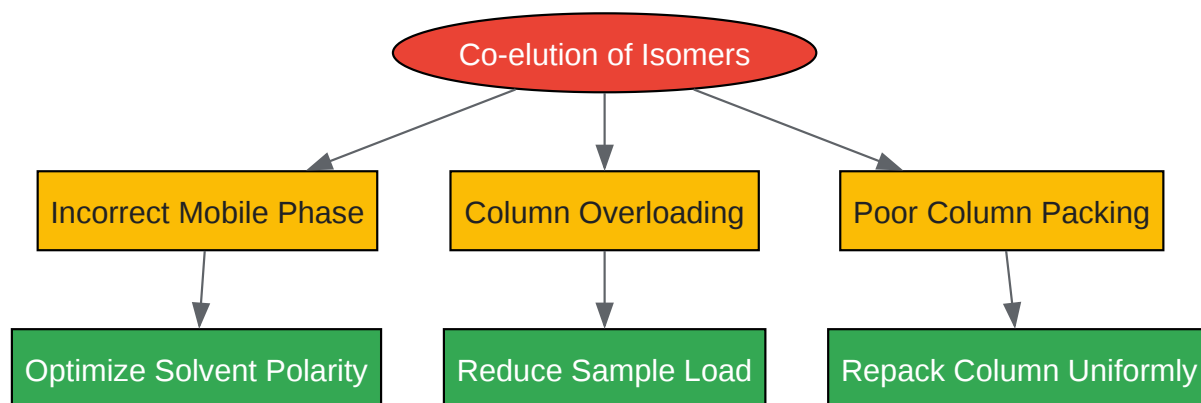 Co-elution of Isomers
Incorrect Mobile Phase
Column Overloading
Poor Column Packing
Optimize Solvent Polarity
Reduce Sample Load
Repack Column Uniformly